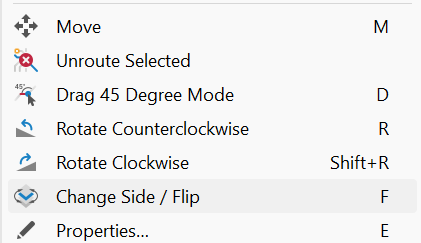 Move M
Unroute Selected
45°
Drag 45 Degree Mode D
Rotate Counterclockwise R
Rotate Clockwise Shift+R
Change Side / Flip F
Properties... E